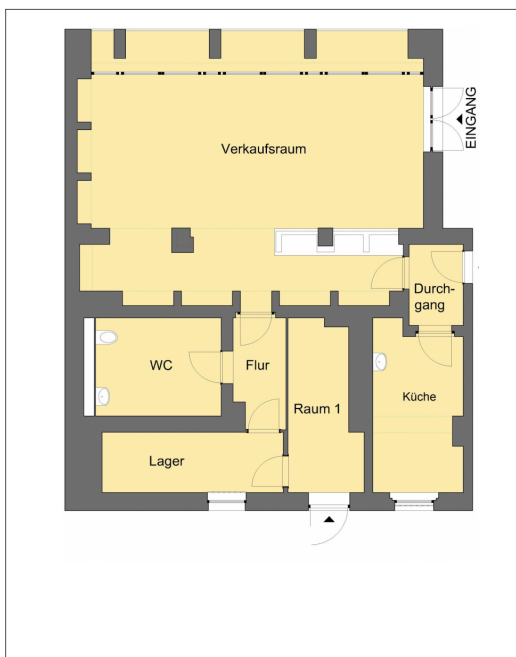 Verkaufsraum
EINGANG
Durch-
gang
WC
Flur
Raum 1
Küche
Lager